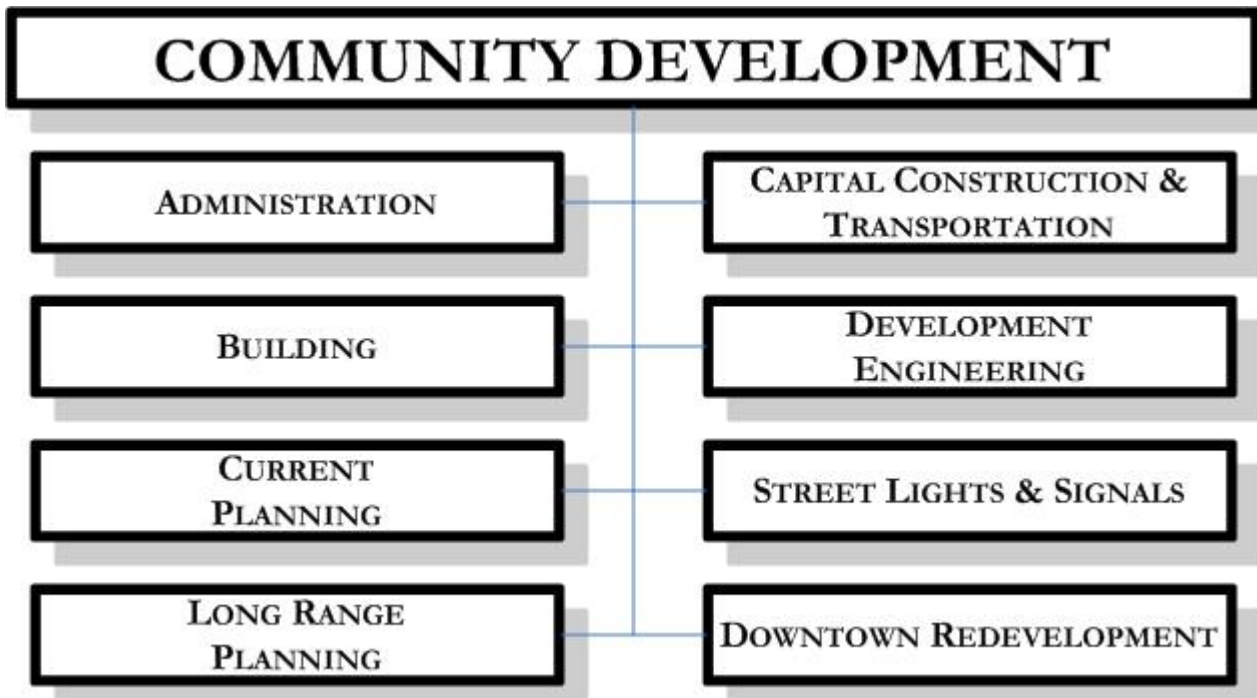 COMMUNITY DEVELOPMENT
ADMINISTRATION
CAPITAL CONSTRUCTION &
TRANSPORTATION
BUILDING
DEVELOPMENT
ENGINEERING
CURRENT
PLANNING
STREET LIGHTS & SIGNALS
LONG RANGE
PLANNING
DOWNTOWN REDEVELOPMENT